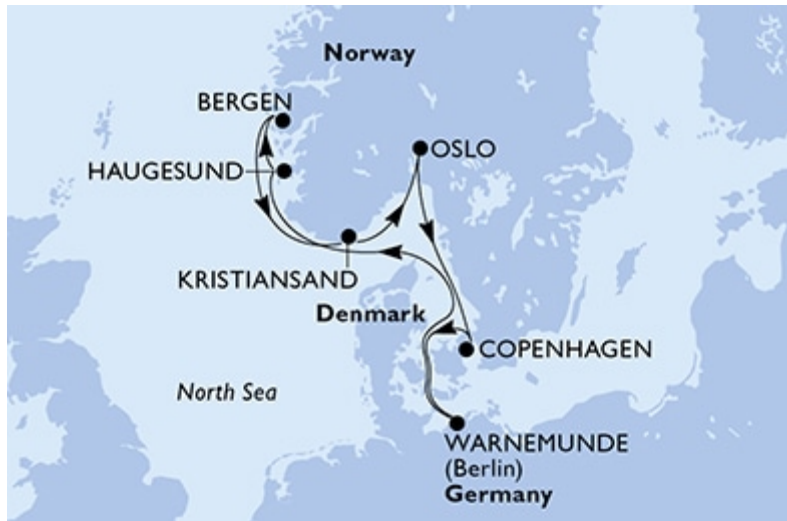 Norway
BERGEN
OSLO
HAUGESUND
KRISTIANSAND
Denmark
COPENHAGEN
North Sea
WARNEMUNDE
(Berlin)
Germany